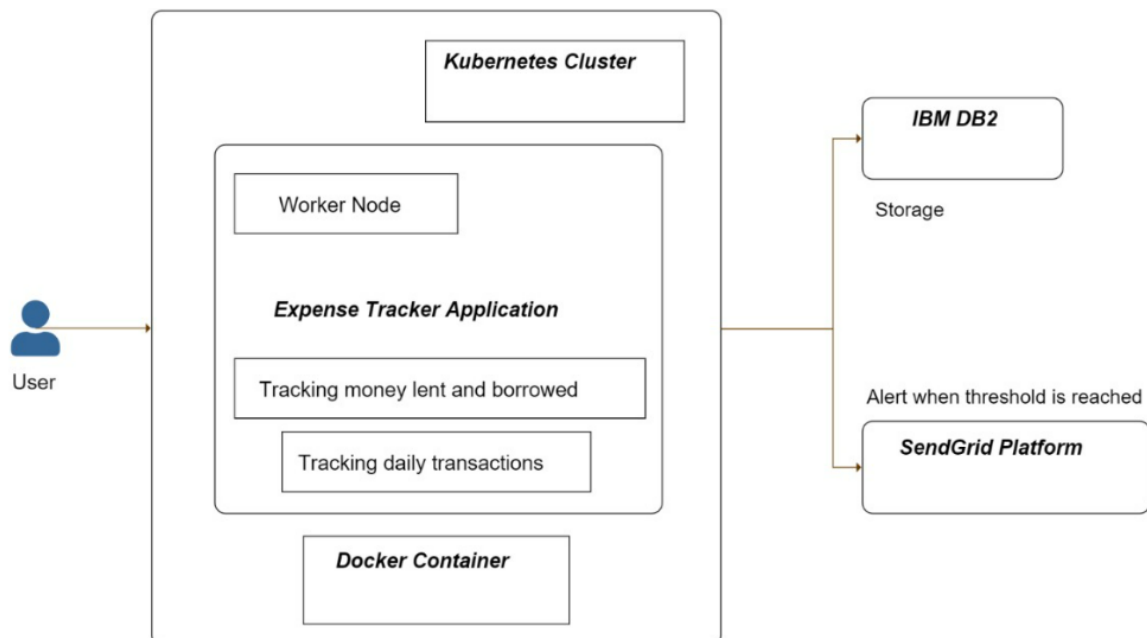 Kubernetes Cluster
IBM DB2
Worker Node
Storage
Expense Tracker Application
User
Tracking money lent and borrowed
Alert when threshold is reached
Tracking daily transactions
SendGrid Platform
Docker Container